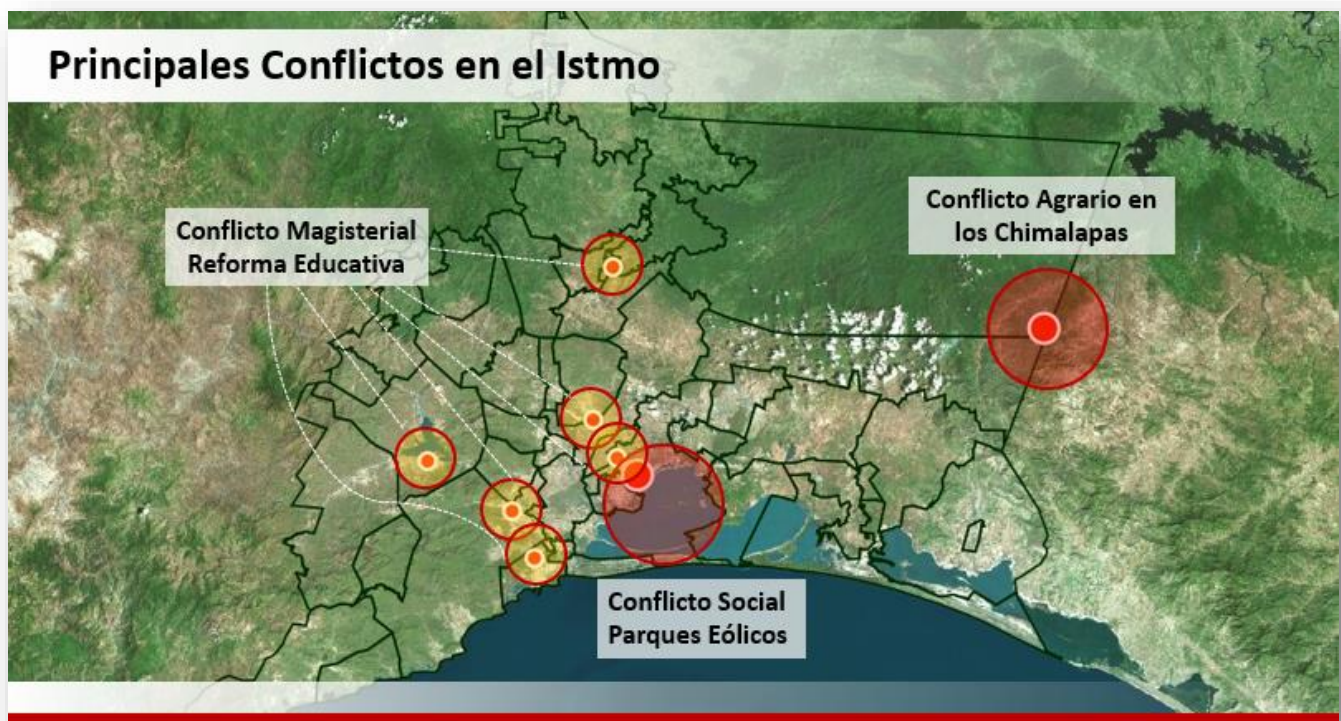 Principales Conflictos en el Istmo
Conflicto Magisterial
Reforma Educativa
Conflicto Agrario en
los Chimalapas
Conflicto Social
Parques Eólicos